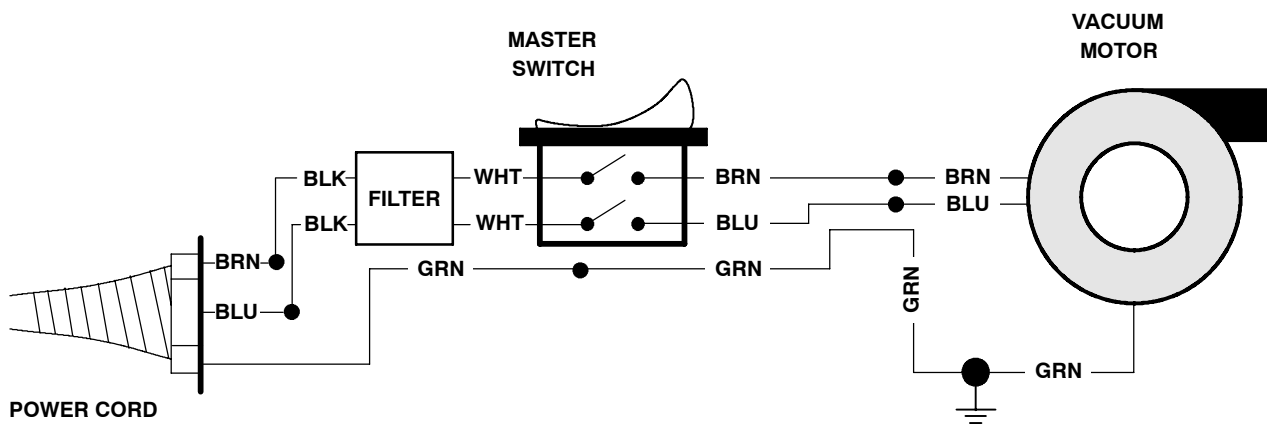 VACUUM
MOTOR
MASTER
SWITCH
BLK
FILTER
WHT
BRN
BRN
BLK
WHT
BLU
BLU
BRN
GRN
GRN
GRN
BLU
GRN
POWER CORD